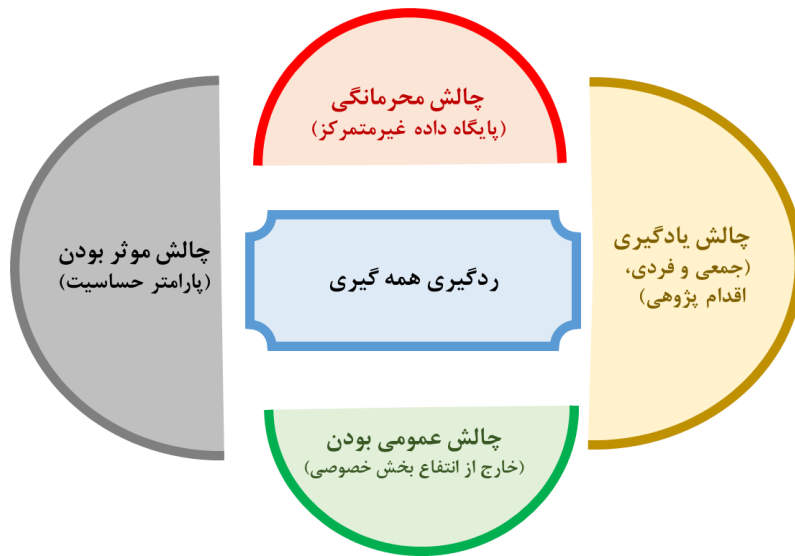 چالش محرمانگی
(پایگاه داده غیرمتمرکز)
چالش یادگیری
(جمعی و فردی،
اقدام پژوهی)
ردگیری همه گیری
چالش موثر بودن
(پارامتر حساسیت)
چالش عمومی بودن
(خارج از انتفاع بخش خصوصی)